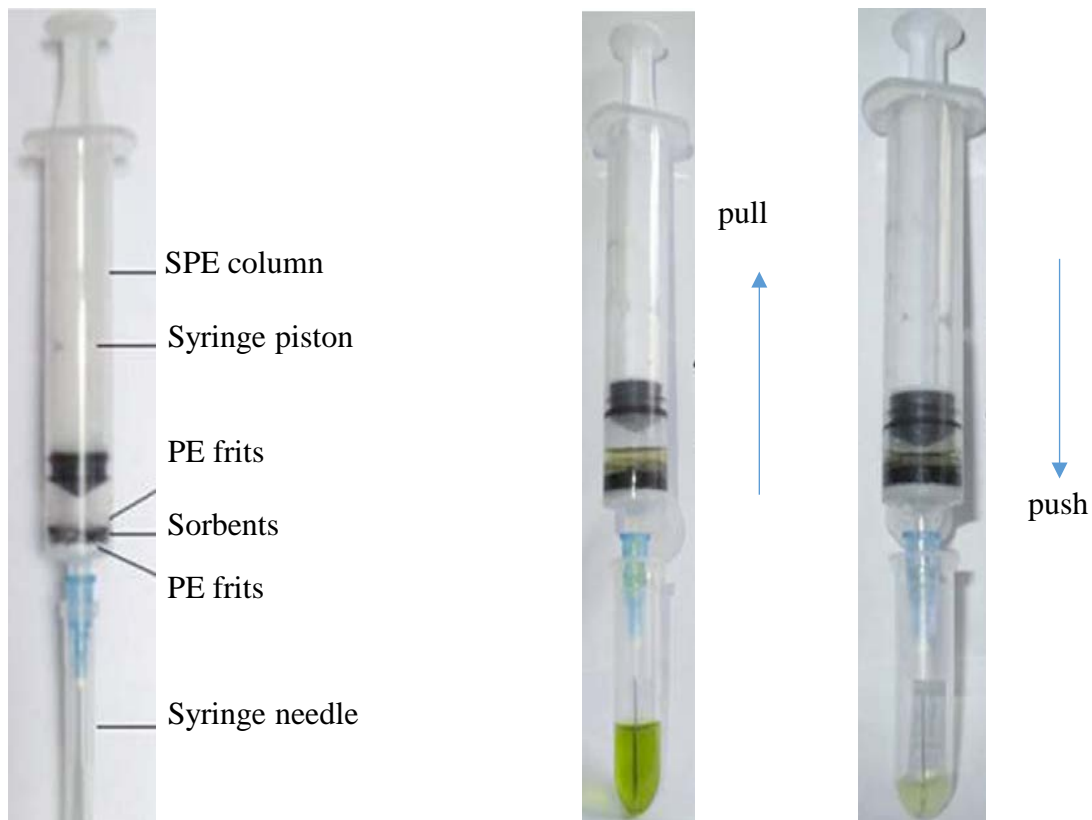 SPE column
Syringe piston
PE frits
Sorbents
PE frits
Syringe needle
pull
push